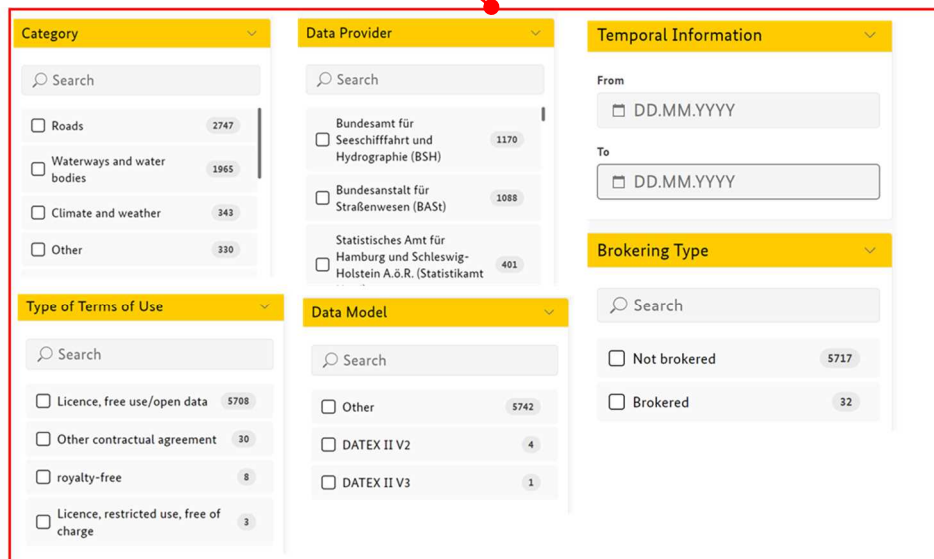 Category
Search
Roads 2747
Waterways and water
bodies 1965
Climate and weather 343
Other 330
Data Provider
Search
Bundesamt für
Seeschifffahrt und 1170
Hydrographie (BSH)
Bundesanstalt für
Straßenwesen (BASt) 1088
Statistisches Amt für
Hamburg und Schleswig- 401
Holstein A.ö.R. (Statistikamt
Temporal Information
From
DD.MM.YYYY
To
DD.MM.YYYY
Brokering Type
Search
Not brokered 5717
Brokered 32
Type of Terms of Use
Search
Licence, free use/open data 5708
Other contractual agreement 30
royalty-free 8
Licence, restricted use, free of 3
charge
Data Model
Search
Other 5742
DATEX II V2 4
DATEX II V3 1